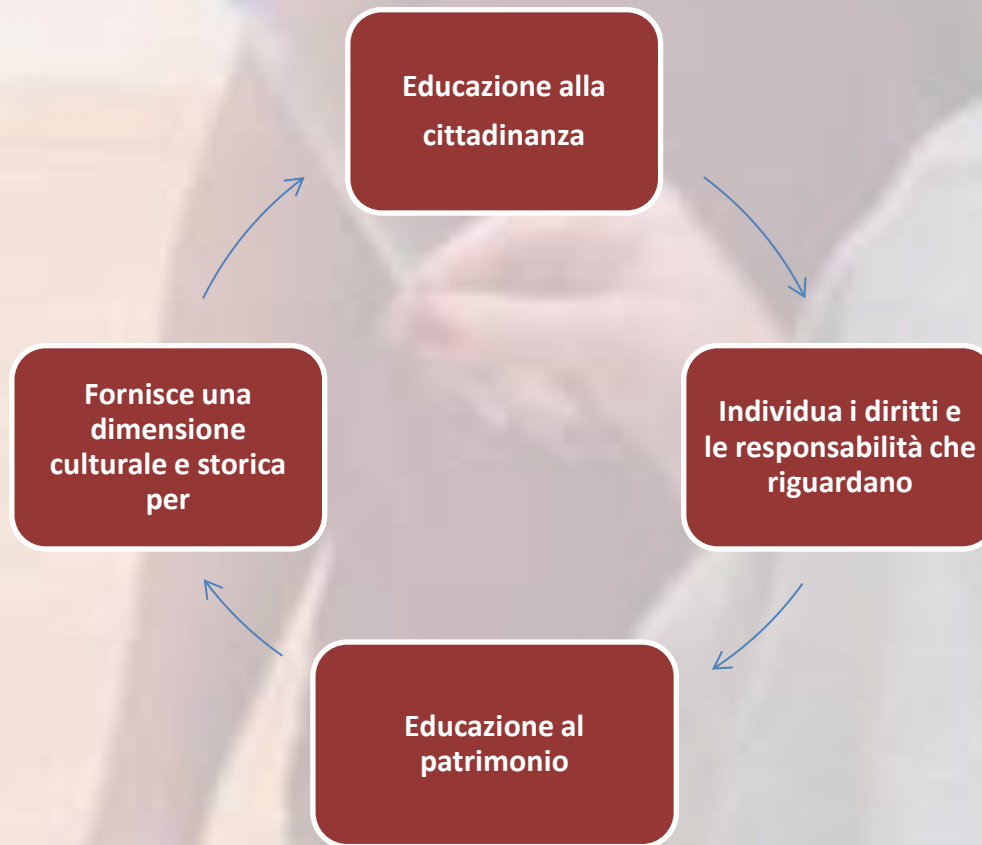 Educazione alla
cittadinanza
Individua i diritti e
le responsabilità che
riguardano
Educazione al
patrimonio
Fornisce una
dimensione
culturale e storica
per